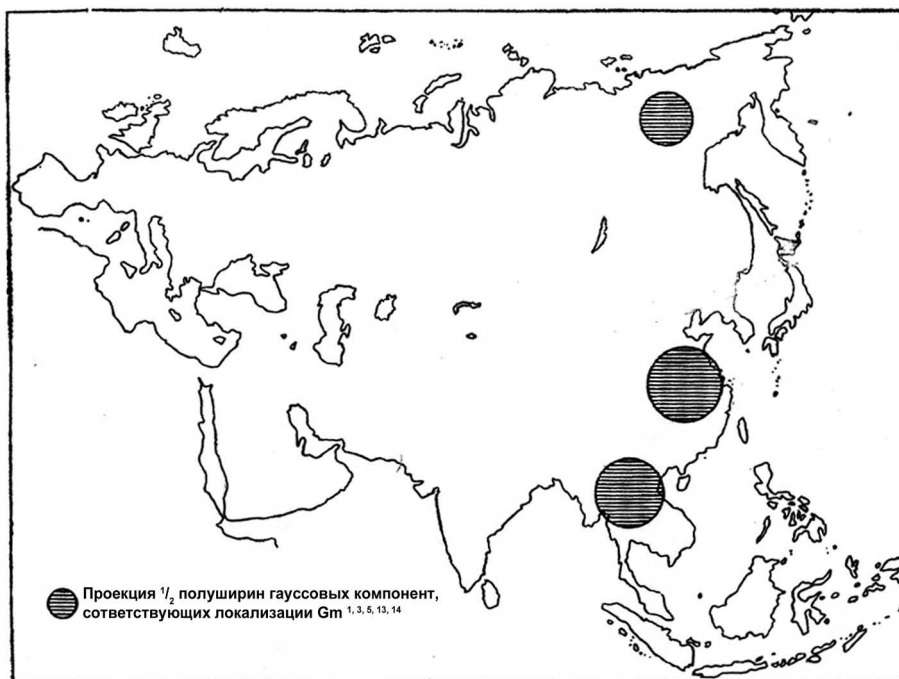 Проекция ¹/₂ полуширин гауссовых компонент,
сответствующих локализации Gm ¹, ³, ⁵, ¹³, ¹⁴